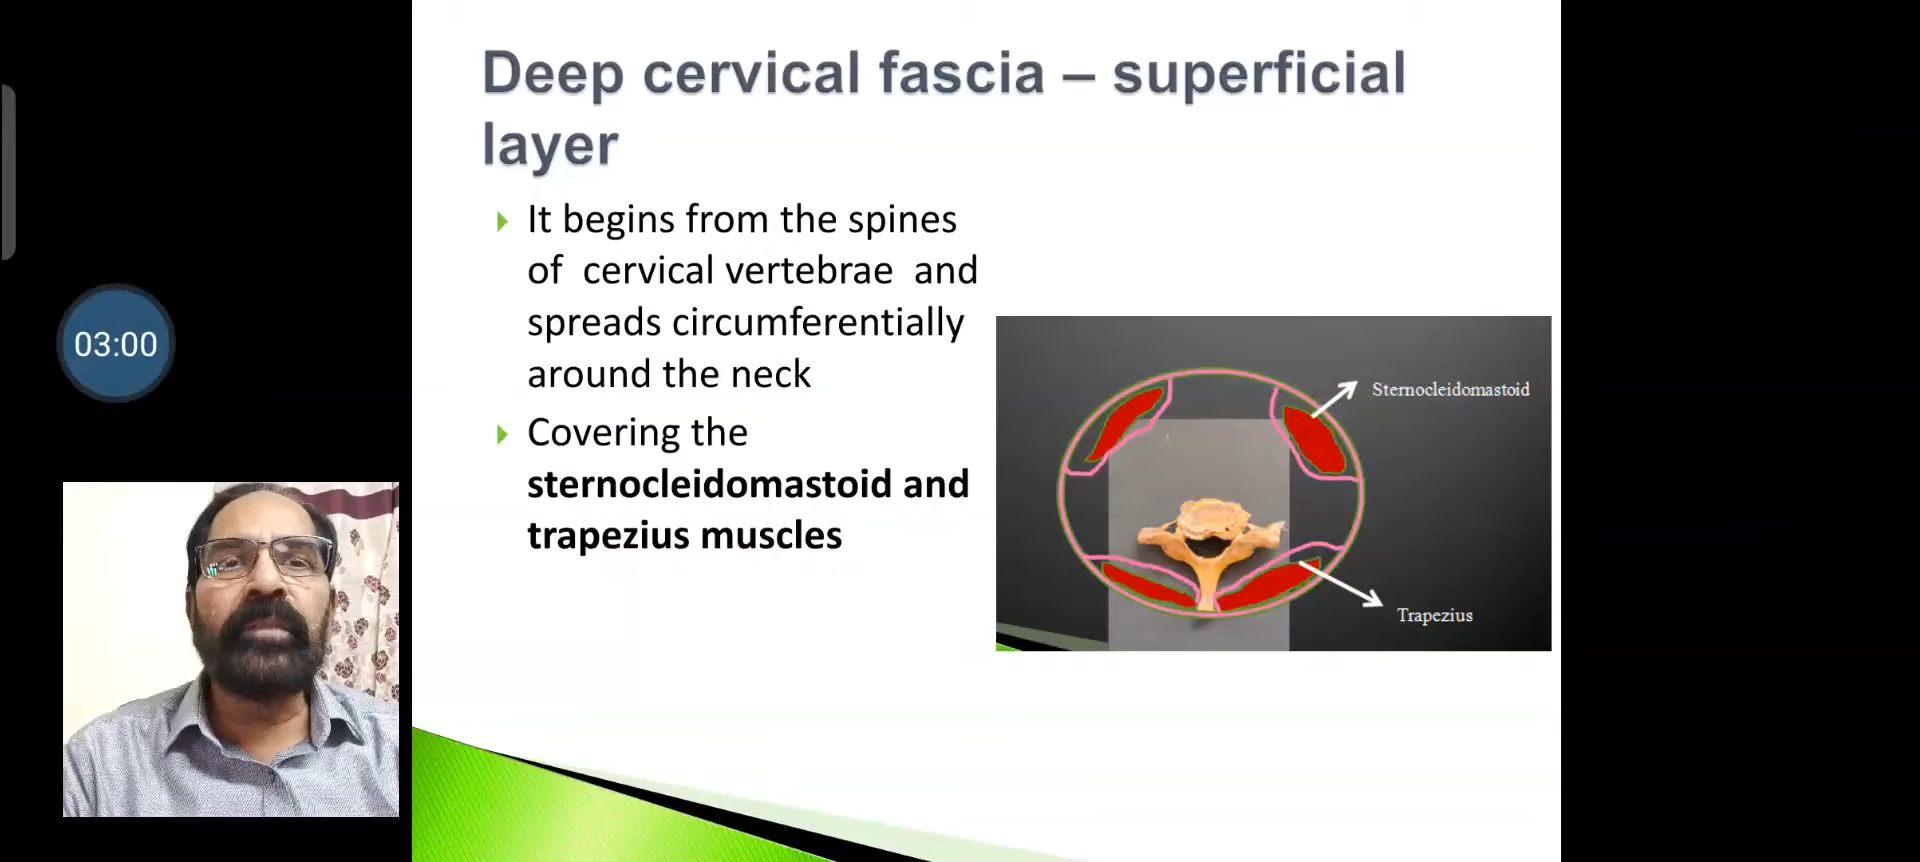 Deep cervical fascia – superficial
layer
It begins from the spines
of cervical vertebrae and
spreads circumferentially
around the neck
Covering the
sternocleidomastoid and
trapezius muscles
Sternocleidomastoid
Trapezius
03:00